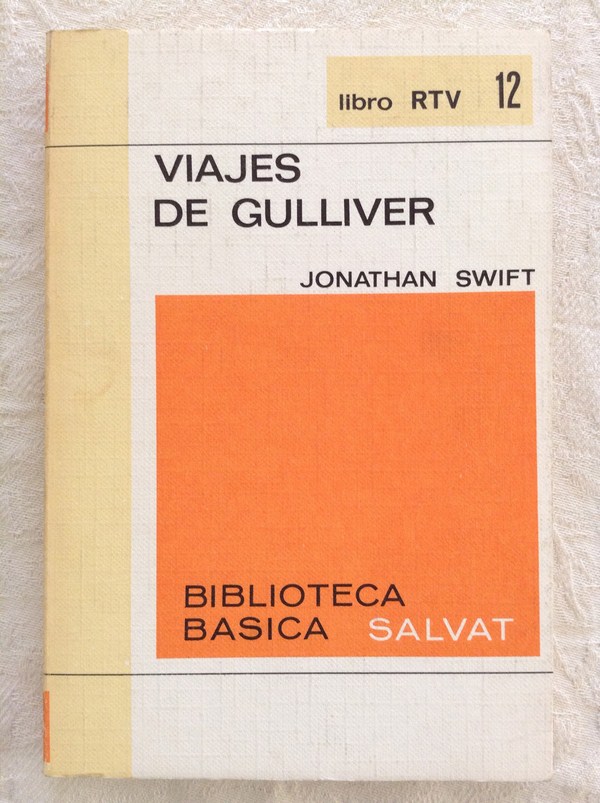 libro RTV 12
VIAJES
DE GULLIVER
JONATHAN SWIFT
BIBLIOTECA
BASICA SALVAT